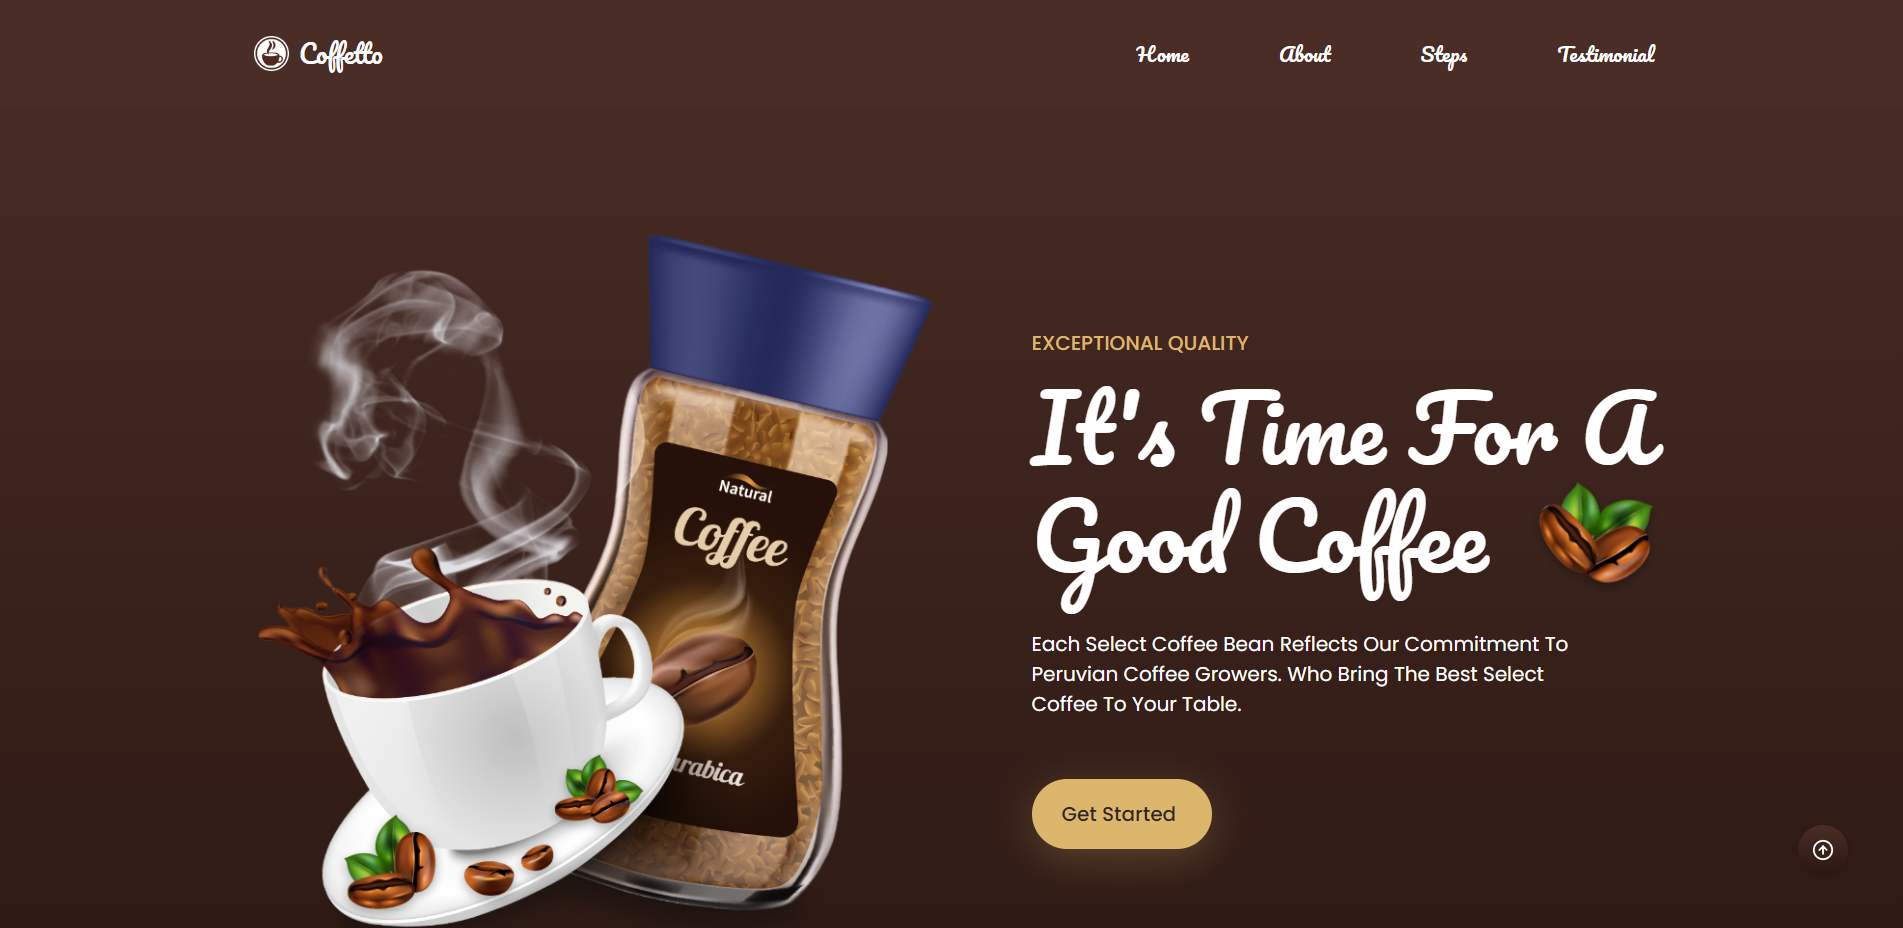 Coffetto
Home
About
Steps
Testimonial
EXCEPTIONAL QUALITY
It's Time For A
Good Coffee
Each Select Coffee Bean Reflects Our Commitment To
Peruvian Coffee Growers. Who Bring The Best Select
Coffee To Your Table.
Get Started
Natural
Coffee